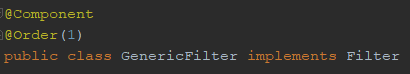 @Component
@Order(1)
public class GenericFilter implements Filter